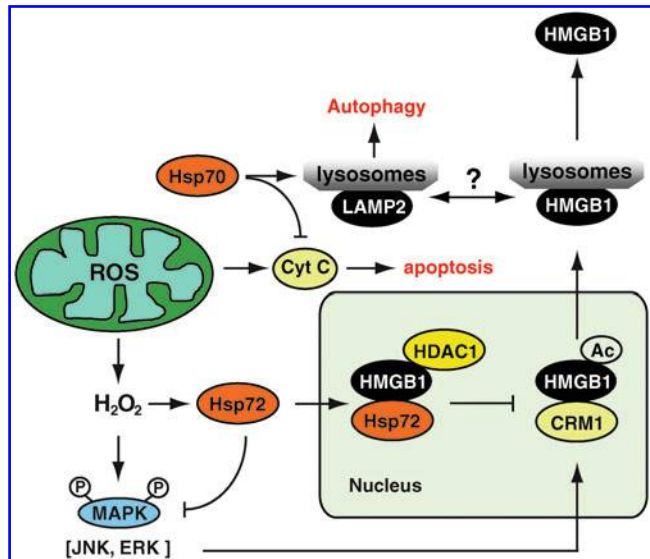 HMGB1
Autophagy
Hsp70
lysosomes
LAMP2
?
lysosomes
HMGB1
ROS
Cyt C
apoptosis
HDAC1
HMGB1
Hsp72
Ac
HMGB1
CRM1
H₂O₂
Hsp72
P
P
MAPK
[JNK, ERK ]
Nucleus